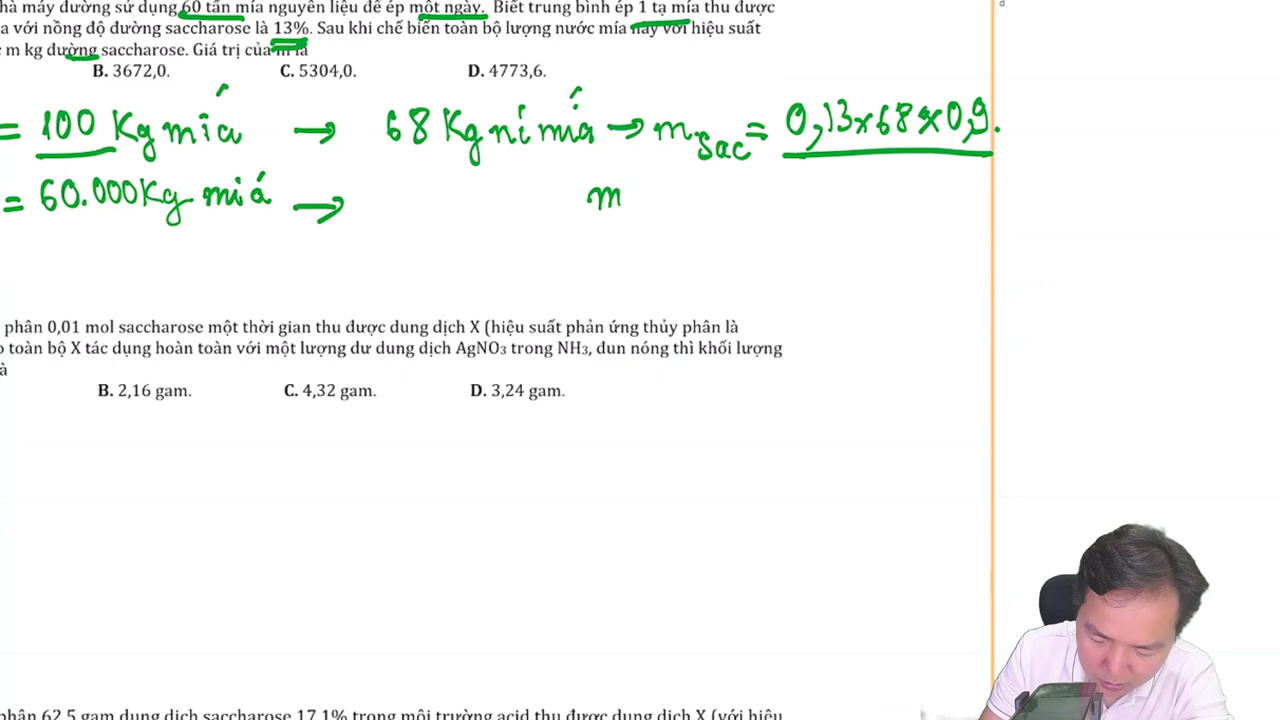 hà máy đường sử dụng 60 tấn mía nguyên liệu để ép một ngày. Biết trung bình ép 1 tạ mía thu được
a với nồng độ đường saccharose là 13%. Sau khi chế biến toàn bộ lượng nước mía này với hiệu suất
m kg đường saccharose. Giá trị của m là
B. 3672,0. C. 5304,0. D. 4773,6.
= 100 Kg mía → 68 Kg nč mía → m sac = 0,13x68x0,9.
= 60.000Kg mía → m
phân 0,01 mol saccharose một thời gian thu được dung dịch X (hiệu suất phản ứng thủy phân là
toàn bộ X tác dụng hoàn toàn với một lượng dư dung dịch AgNO3 trong NH3, đun nóng thì khối lượng
à
B. 2,16 gam. C. 4,32 gam. D. 3,24 gam.
phân 62,5 gam dung dịch saccharose 17,1% trong môi trường acid thu được dung dịch X (với hiệu